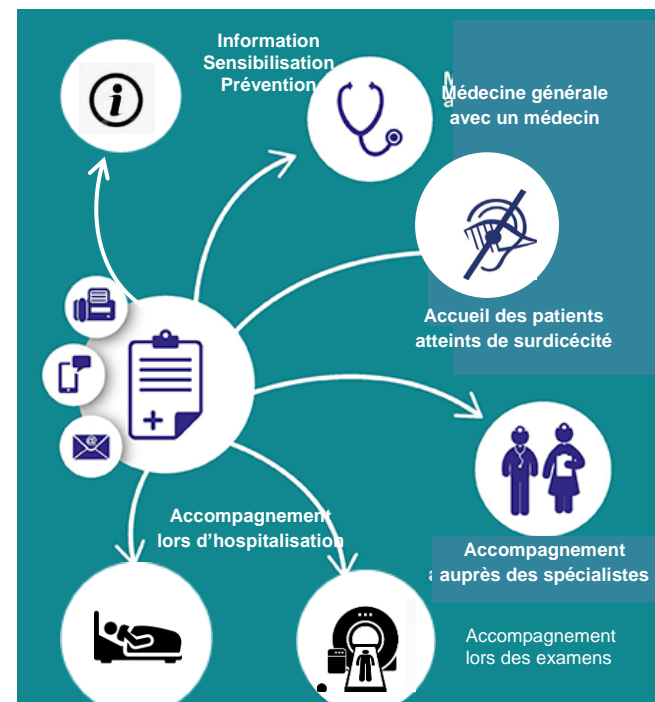 Information
Sensibilisation
Prévention
Médecine générale
avec un médecin
Accueil des patients
atteints de surdicécité
Accompagnement
auprès des spécialistes
Accompagnement
lors d'hospitalisation
Accompagnement
lors des examens